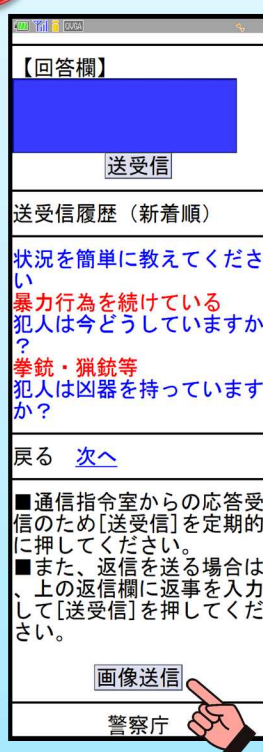 QVGA
【回答欄】
送受信
送受信履歴（新着順）
状況を簡単に教えてくださ
い
暴力行為を続けている
犯人は今どうしていますか
？
拳銃・猟銃等
犯人は凶器を持っています
か？
戻る 次へ
■通信指令室からの応答受
信のため[送受信]を定期的
に押してください。
■また、返信を送る場合は
、上の返信欄に返事を入力
して[送受信]を押してくだ
さい。
画像送信
警察庁